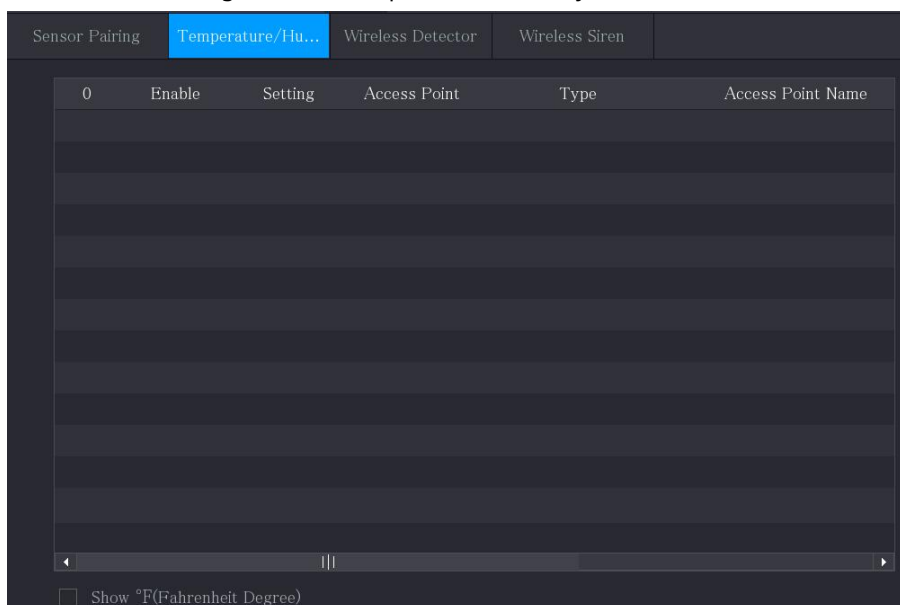 Sensor Pairing Temperature/Hu... Wireless Detector Wireless Siren
0 Enable Setting Access Point Type Access Point Name
Show °F(Fahrenheit Degree)